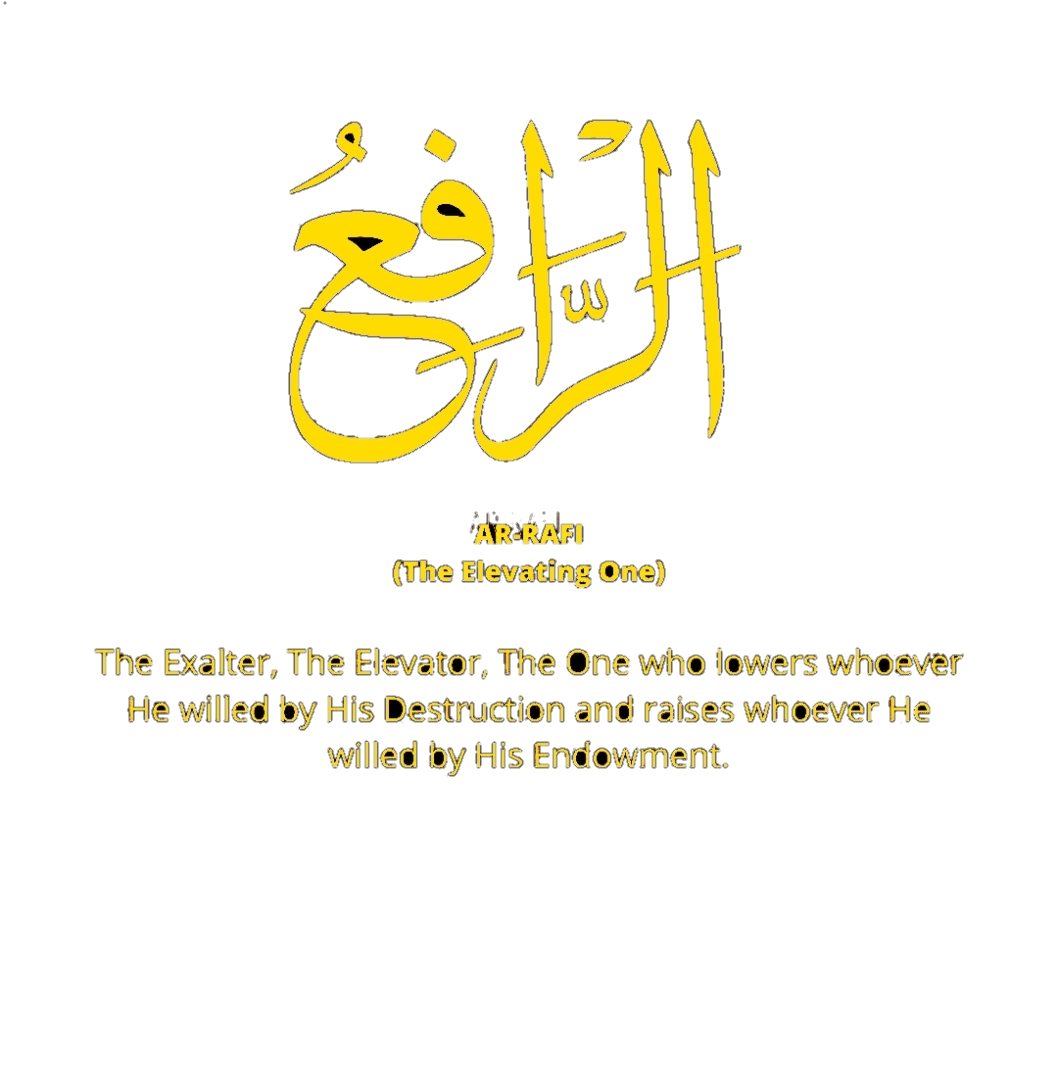 الرَّافِعُ
AR-RAFI
(The Elevating One)
The Exalter, The Elevator, The One who lowers whoever
He willed by His Destruction and raises whoever He
willed by His Endowment.